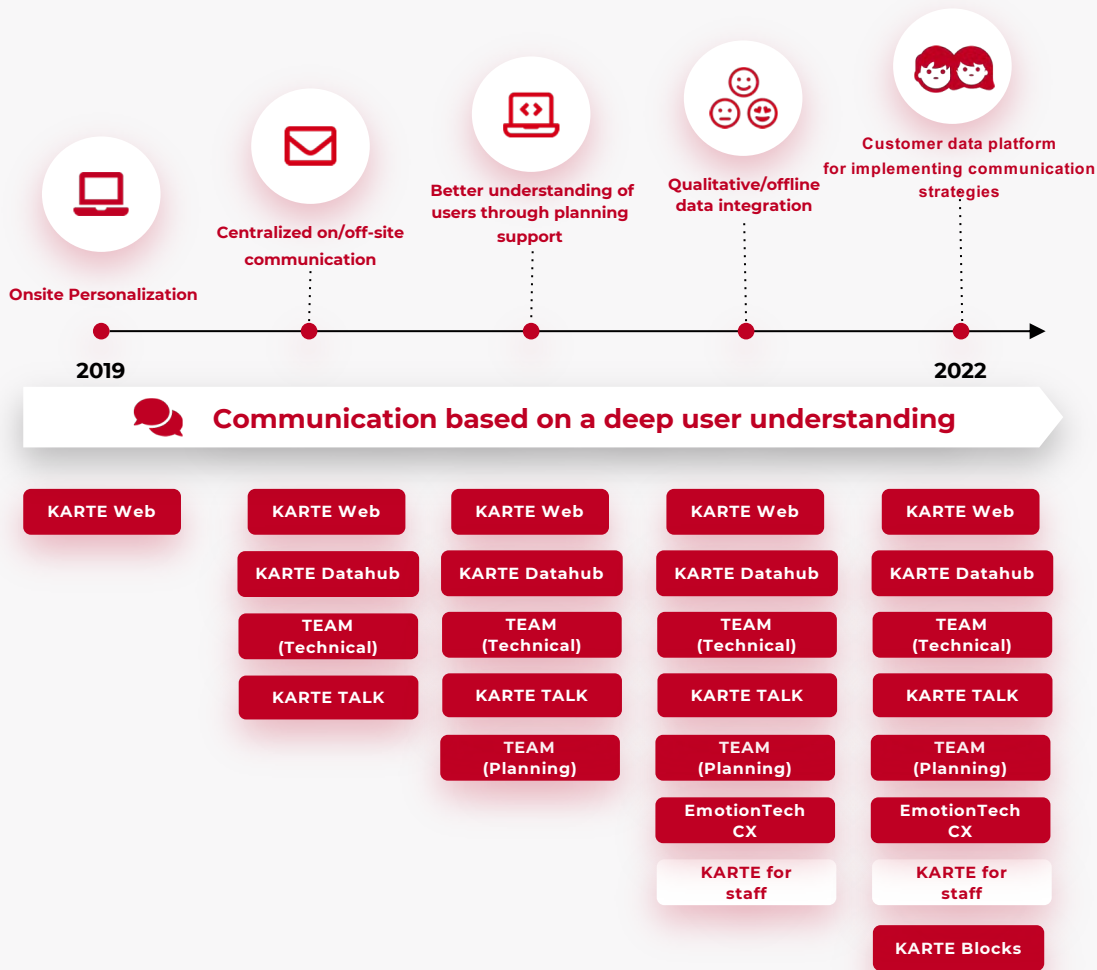 Onsite Personalization
Centralized on/off-site
communication
Better understanding of
users through planning
support
Qualitative/offline
data integration
Customer data platform
for implementing communication
strategies
2019
2022
Communication based on a deep user understanding
KARTE Web
KARTE Web
KARTE Datahub
TEAM
(Technical)
KARTE TALK
KARTE Web
KARTE Datahub
TEAM
(Technical)
KARTE TALK
TEAM
(Planning)
KARTE Web
KARTE Datahub
TEAM
(Technical)
KARTE TALK
TEAM
(Planning)
EmotionTech
CX
KARTE for
staff
KARTE Web
KARTE Datahub
TEAM
(Technical)
KARTE TALK
TEAM
(Planning)
EmotionTech
CX
KARTE for
staff
KARTE Blocks